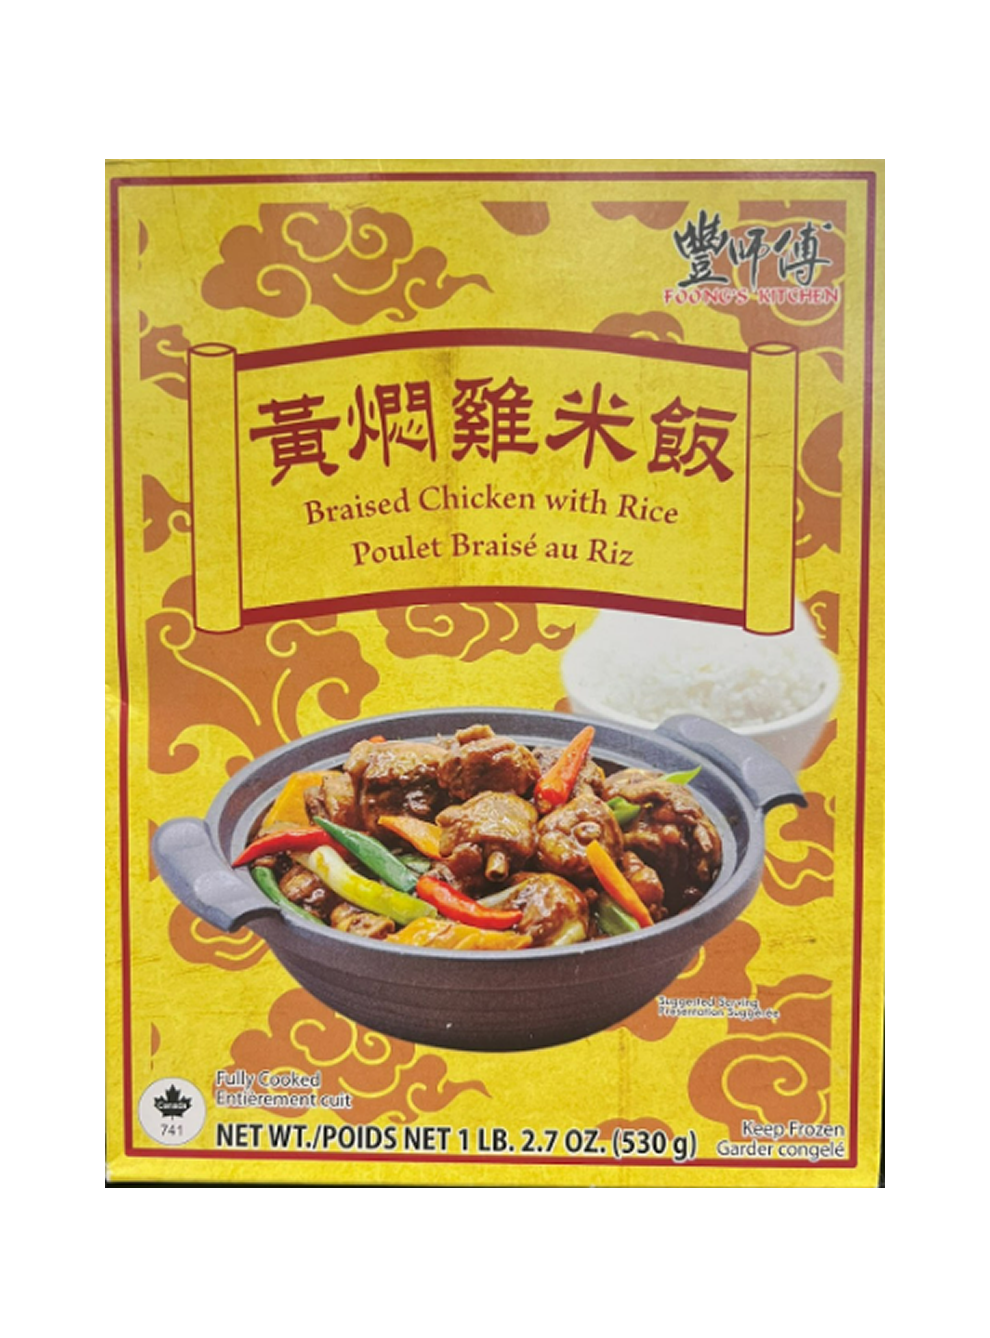 豐師傅
FOONG'S KITCHEN
黃燜雞米飯
Braised Chicken with Rice
Poulet Braisé au Riz
Suggested Serving
Présentation Suggérée
Canada
741
Fully Cooked
Entièrement cuit
NET WT./POIDS NET 1 LB. 2.7 OZ. (530 g)
Keep Frozen
Garder congelé